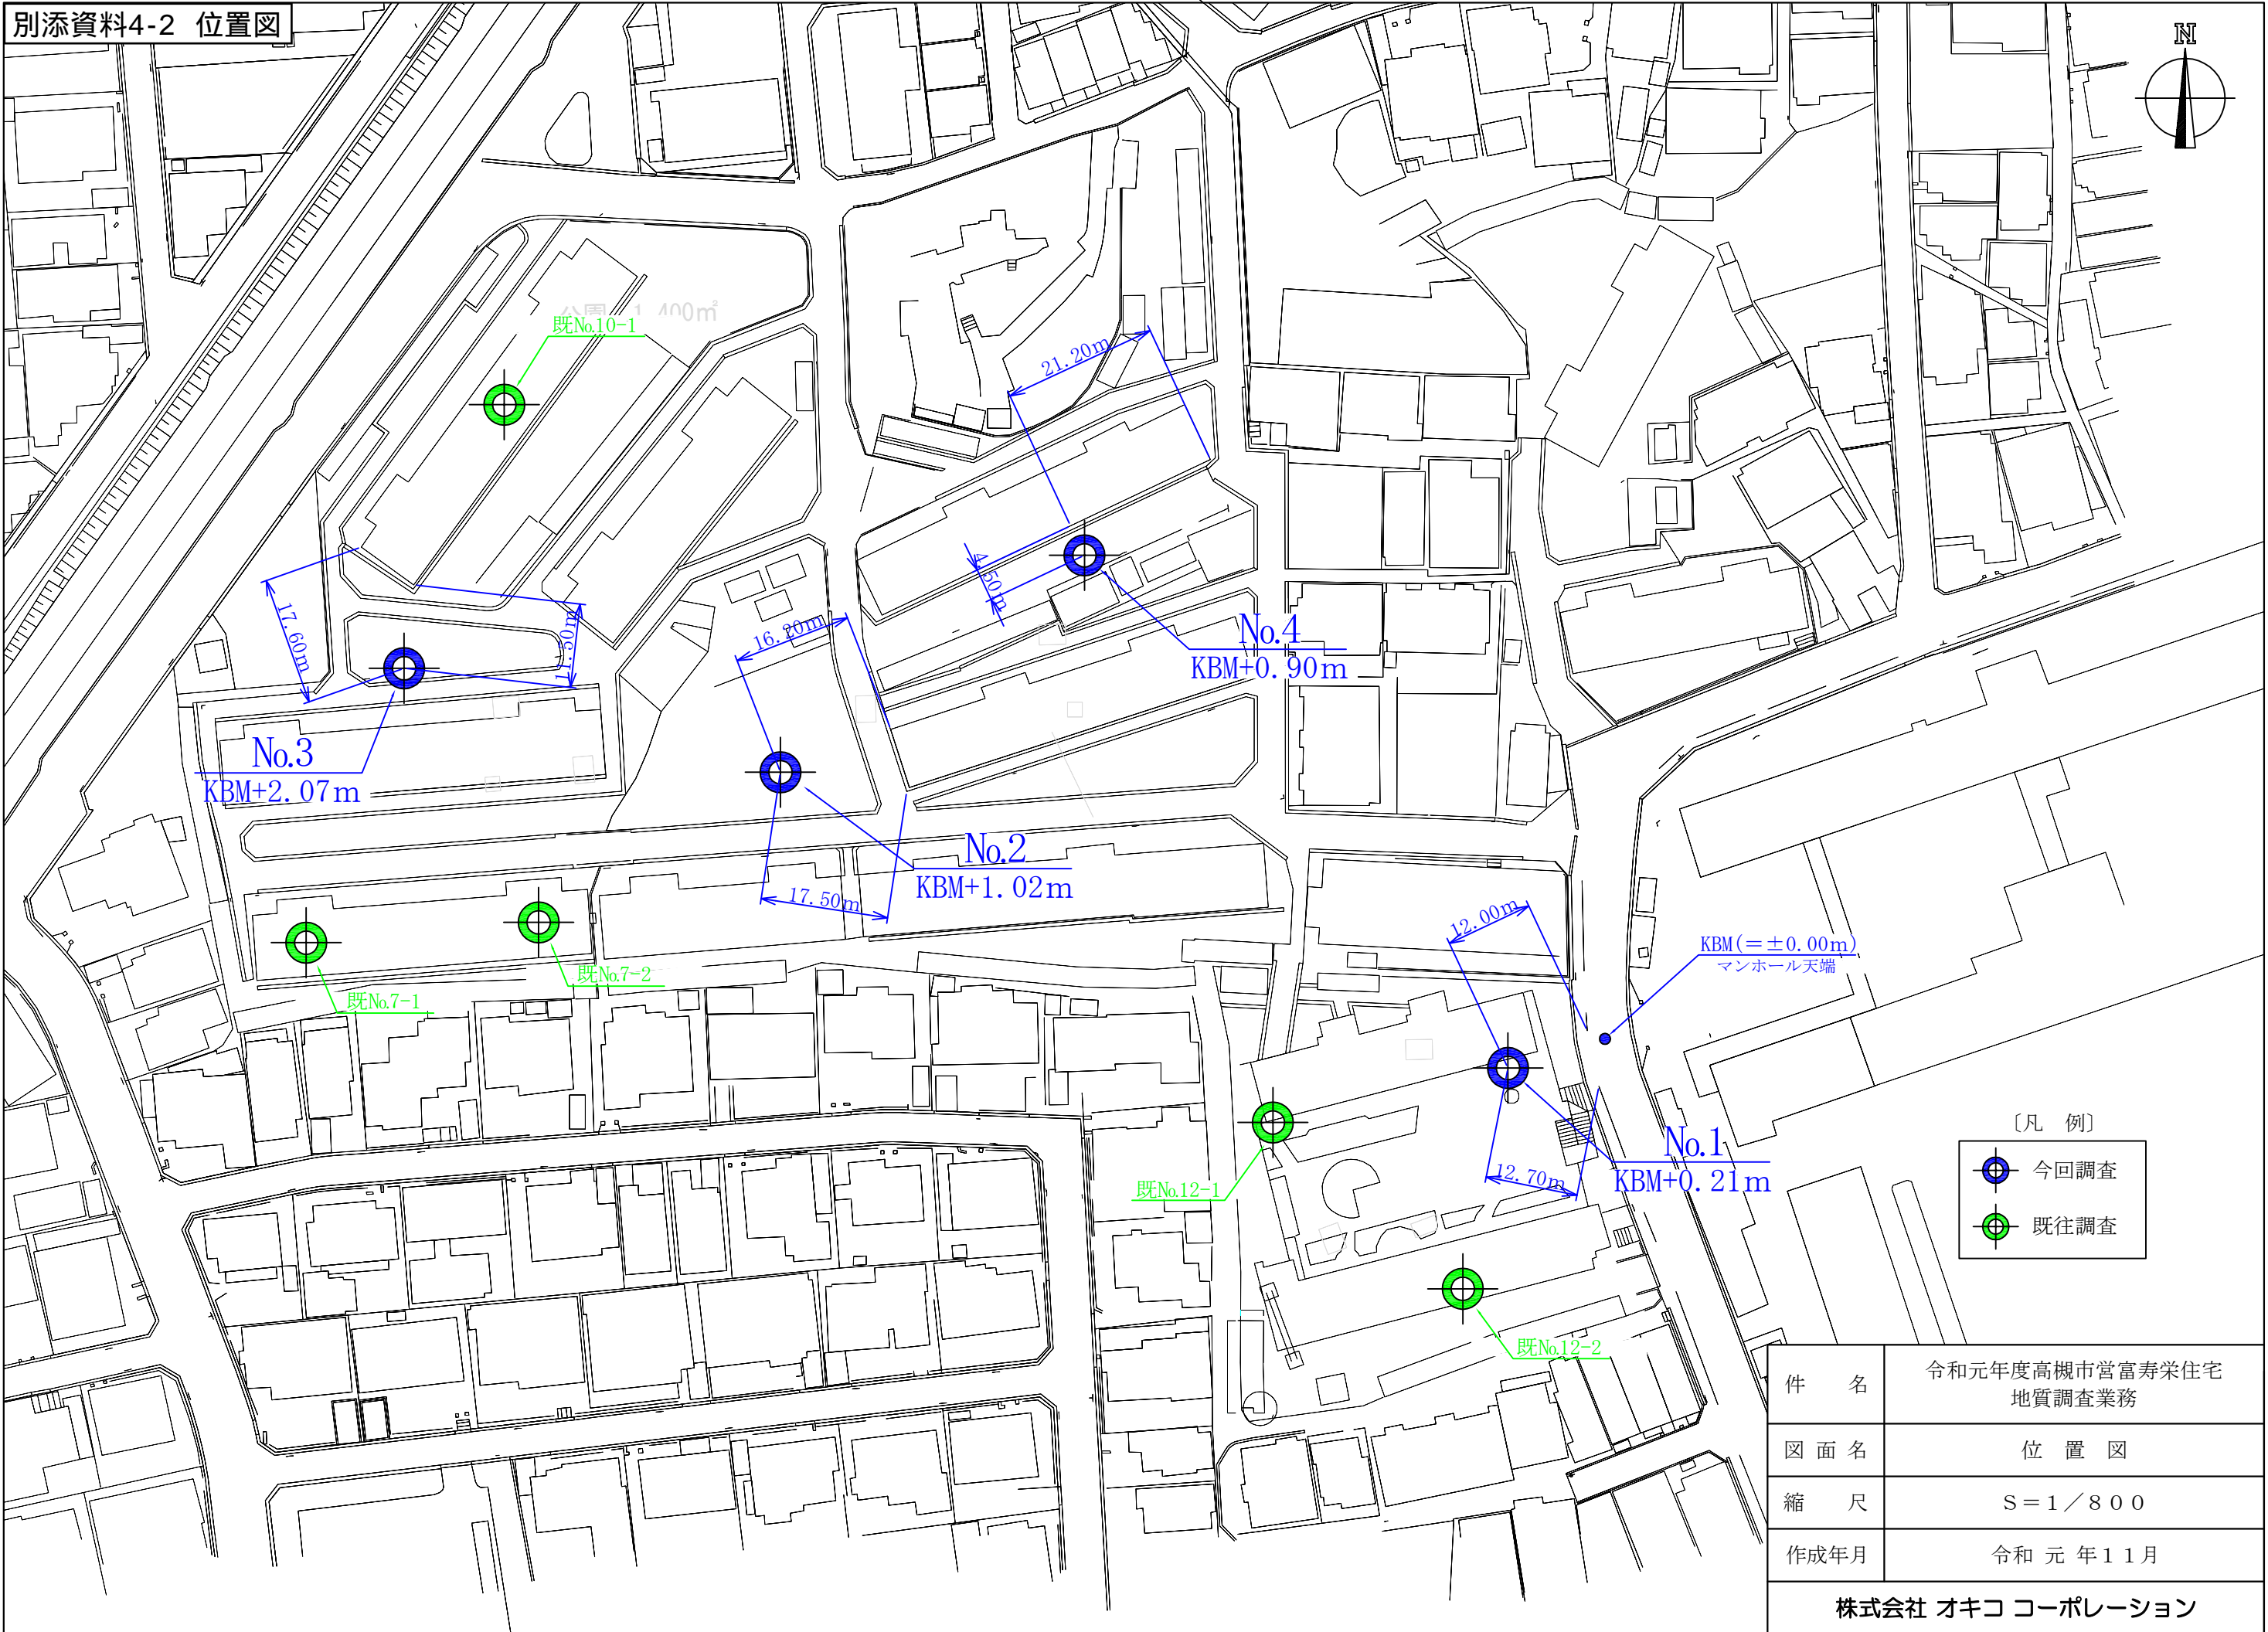 別添資料4-2 位置図
N
公園 1,400㎡
既No.10-1
21.20m
4.50m
17.60m
11.50m
16.20m
No.4
KBM+0.90m
No.3
KBM+2.07m
No.2
KBM+1.02m
17.50m
既No.7-2
既No.7-1
12.00m
KBM(=±0.00m)
マンホール天端
No.1
KBM+0.21m
12.70m
既No.12-1
既No.12-2
〔凡 例〕
今回調査
既往調査
件 名 令和元年度高槻市営富寿栄住宅
地質調査業務
図 面 名 位 置 図
縮 尺 S=1/800
作成年月 令和 元 年11月
株式会社 オキコ コーポレーション